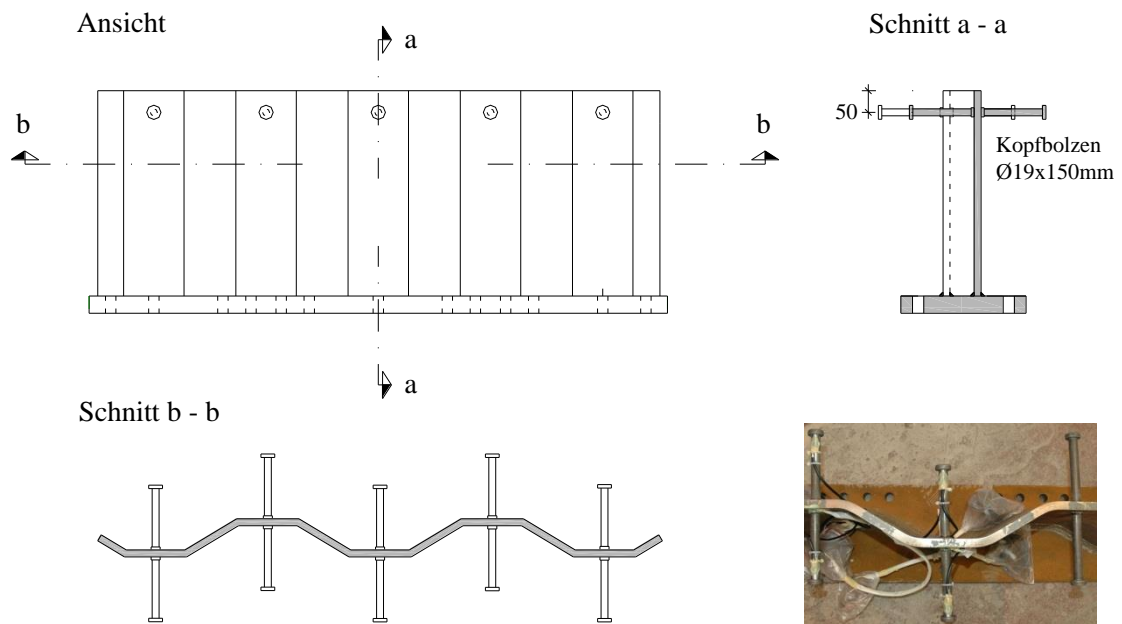 Ansicht
Schnitt a - a
a
b
b
50
Kopfbolzen
Ø19x150mm
a
Schnitt b - b